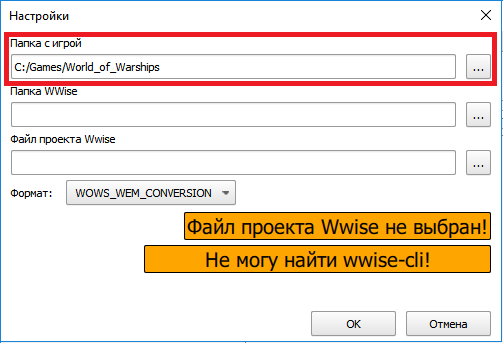 Настройки
Папка с игрой
C:/Games/World_of_Warships
...
Папка WWise
...
Файл проекта Wwise
...
Формат:
WOWS_WEM_CONVERSION
Файл проекта Wwise не выбран!
Не могу найти wwise-cli!
OK
Отмена